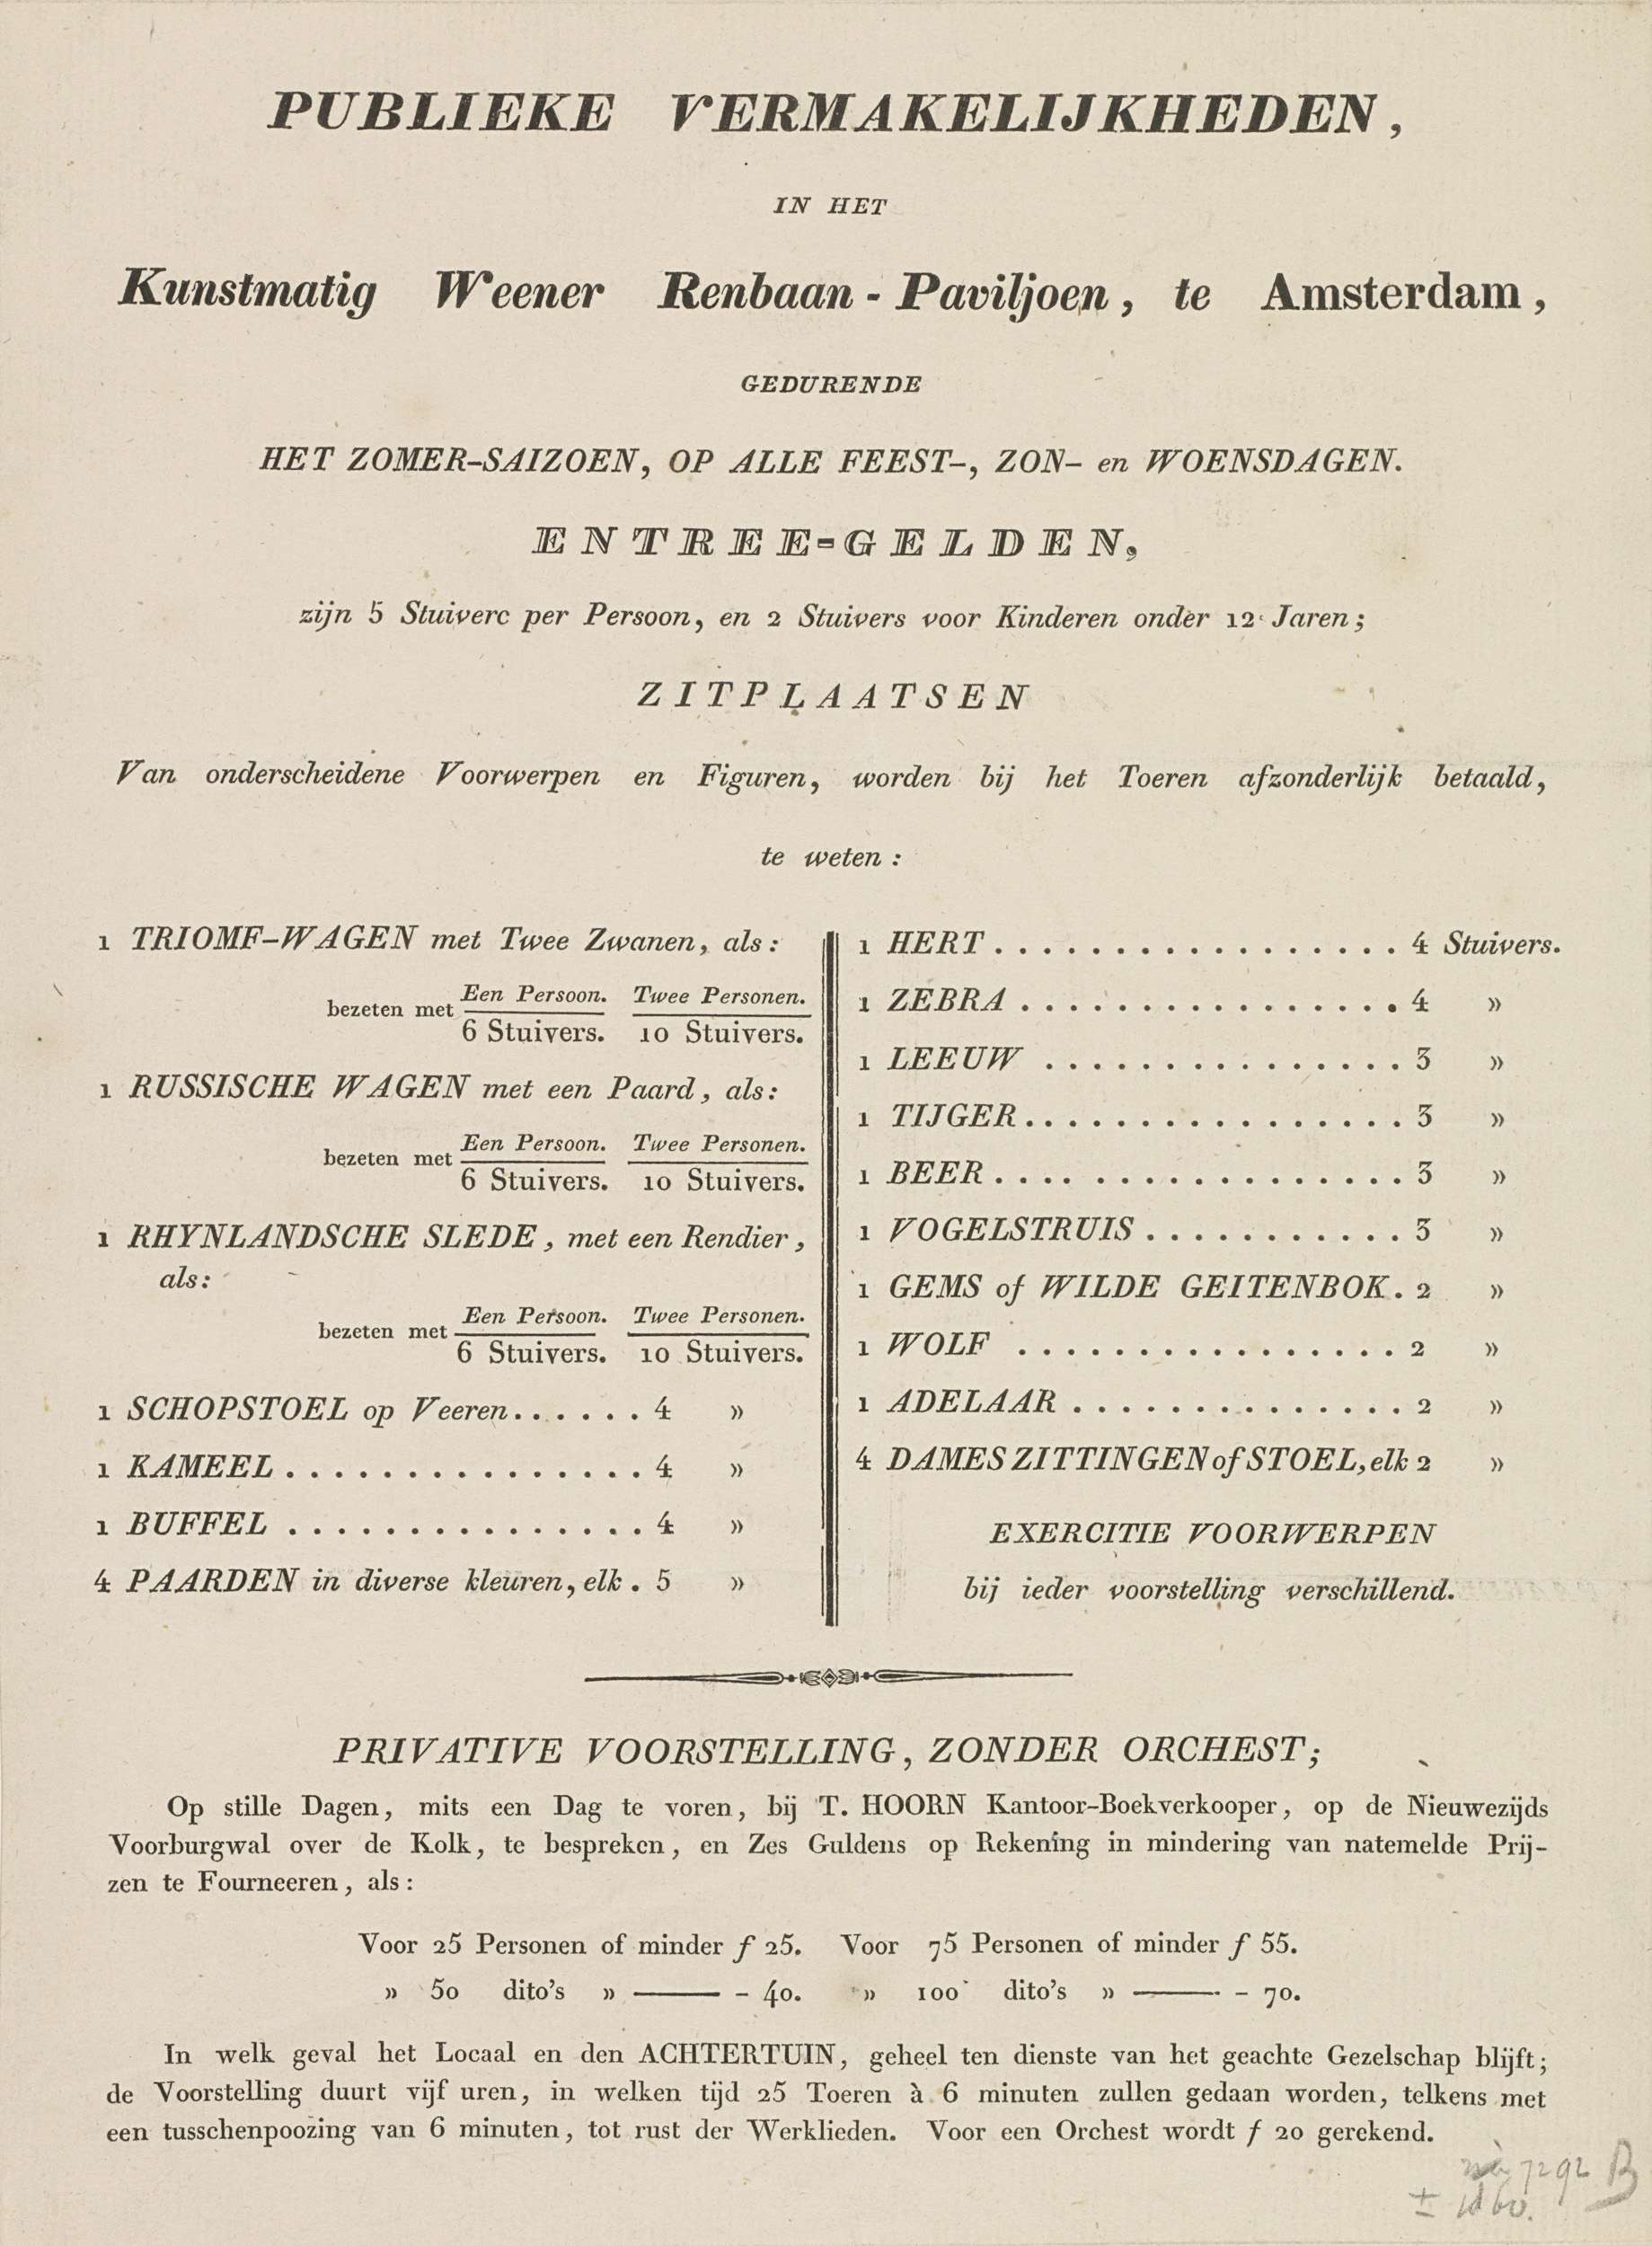 PUBLIEKE VERMAKELIJKHEDEN,
IN HET
Kunstmatig Weener Renbaan - Paviljoen, te Amsterdam,
GEDURENDE
HET ZOMER-SAIZOEN, OP ALLE FEEST-, ZON- en WOENSDAGEN.
ENTREE-GELDEN,
zijn 5 Stuiverc per Persoon, en 2 Stuivers voor Kinderen onder 12 Jaren;
ZITPLAATSEN
Van onderscheidene Voorwerpen en Figuren, worden bij het Toeren afzonderlijk betaald,
te weten:
1 TRIOMF-WAGEN met Twee Zwanen, als:
bezeten met Een Persoon. Twee Personen.
6 Stuivers. 10 Stuivers.
1 RUSSISCHE WAGEN met een Paard, als:
bezeten met Een Persoon. Twee Personen.
6 Stuivers. 10 Stuivers.
1 RHYNLANDSCHE SLEDE, met een Rendier,
als:
bezeten met Een Persoon. Twee Personen.
6 Stuivers. 10 Stuivers.
1 SCHOPSTOEL op Veeren...... 4 »
1 KAMEEL............... 4 »
1 BUFFEL............... 4 »
4 PAARDEN in diverse kleuren, elk. 5 »
1 HERT................. 4 Stuivers.
1 ZEBRA................ 4 »
1 LEEUW............... 3 »
1 TIJGER................ 3 »
1 BEER................. 3 »
1 VOGELSTRUIS........... 3 »
1 GEMS of WILDE GEITENBOK. 2 »
1 WOLF................ 2 »
1 ADELAAR.............. 2 »
4 DAMES ZITTINGEN of STOEL, elk 2 »
EXERCITIE VOORWERPEN
bij ieder voorstelling verschillend.
PRIVATIVE VOORSTELLING, ZONDER ORCHEST;
Op stille Dagen, mits een Dag te voren, bij T. HOORN Kantoor-Boekverkooper, op de Nieuwezijds
Voorburgwal over de Kolk, te bespreken, en Zes Guldens op Rekening in mindering van natemelde Prij-
zen te Fourneeren, als:
Voor 25 Personen of minder ƒ 25. Voor 75 Personen of minder ƒ 55.
» 50 dito's » —— - 40. » 100 dito's » —— - 70.
In welk geval het Locaal en den ACHTERTUIN, geheel ten dienste van het geachte Gezelschap blijft;
de Voorstelling duurt vijf uren, in welken tijd 25 Toeren à 6 minuten zullen gedaan worden, telkens met
een tusschenpoozing van 6 minuten, tot rust der Werklieden. Voor een Orchest wordt ƒ 20 gerekend.
7292 B